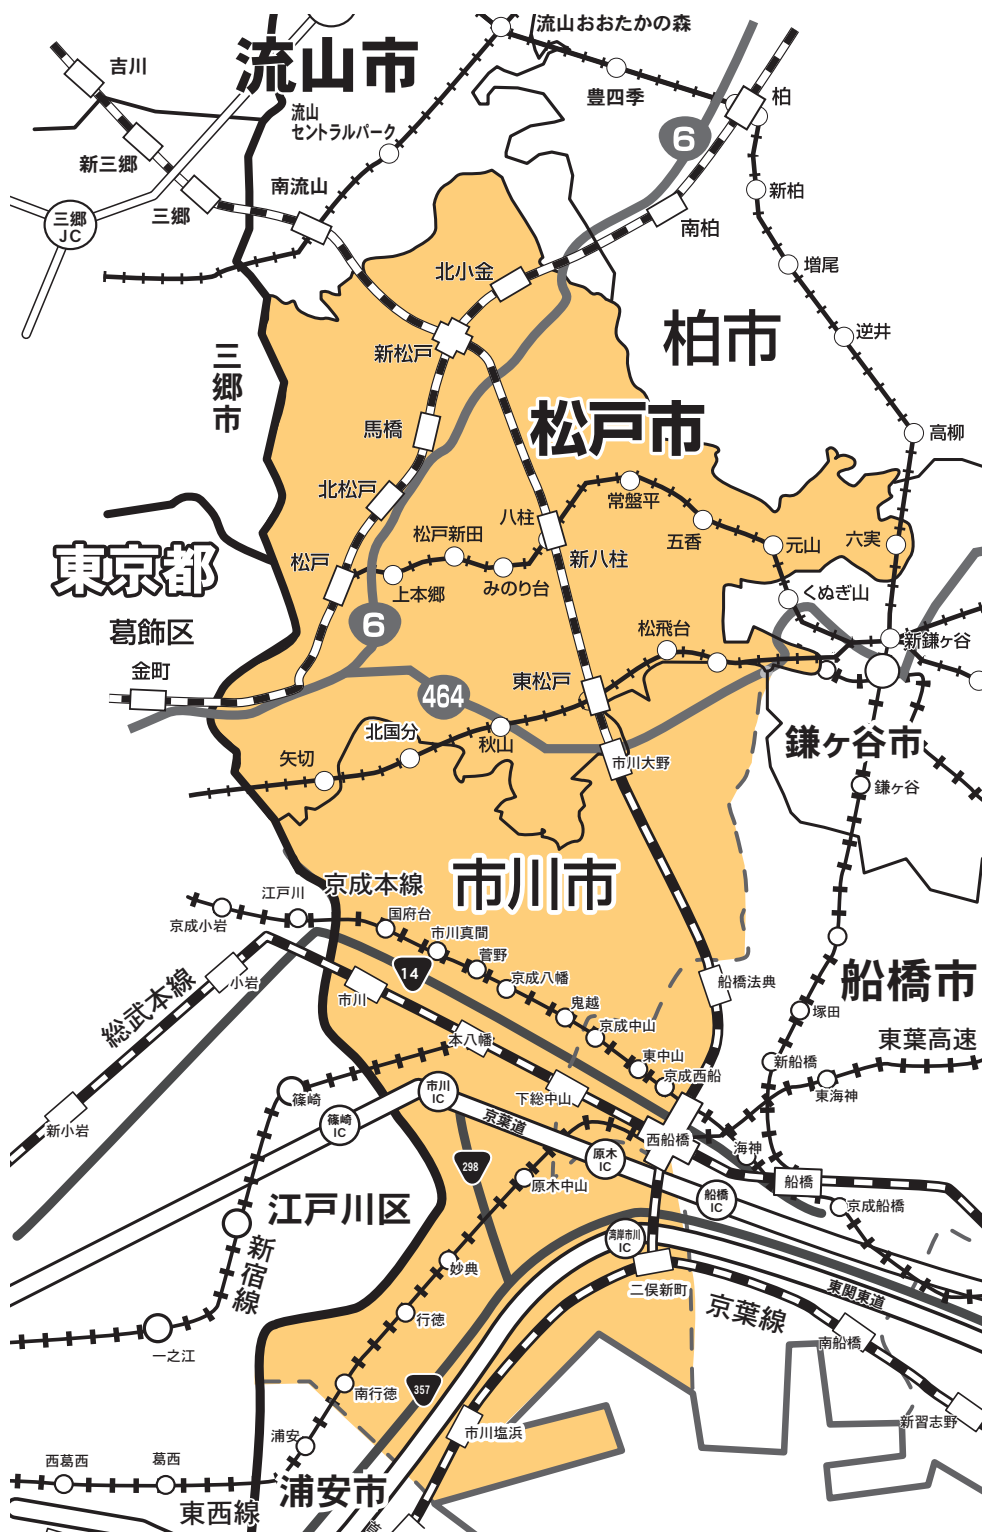 流山おおたかの森
流山市
吉川
豊四季
柏
流山
セントラルパーク
6
新三郷
南流山
新柏
三郷
三郷
JC
南柏
北小金
増尾
逆井
柏市
新松戸
三郷市
松戸市
馬橋
高柳
北松戸
常盤平
八柱
松戸新田
五香
元山
六実
東京都
松戸
新八柱
みのり台
上本郷
くぬぎ山
葛飾区
6
松飛台
新鎌ヶ谷
金町
東松戸
464
北国分
秋山
鎌ヶ谷市
矢切
市川大野
鎌ヶ谷
京成本線
市川市
江戸川
国府台
京成小岩
市川真間
菅野
14
京成八幡
船橋市
小岩
船橋法典
市川
総武本線
鬼越
塚田
京成中山
本八幡
東葉高速
東中山
新船橋
京成西船
市川
IC
東海神
篠崎
下総中山
京葉道
篠崎
IC
新小岩
西船橋
海神
原木
IC
298
船橋
原木中山
船橋
IC
江戸川区
京成船橋
湾岸市川
IC
新宿線
妙典
二俣新町
東関東道
京葉線
行徳
南船橋
一之江
357
南行徳
新習志野
浦安
市川塩浜
西葛西
葛西
浦安市
東西線